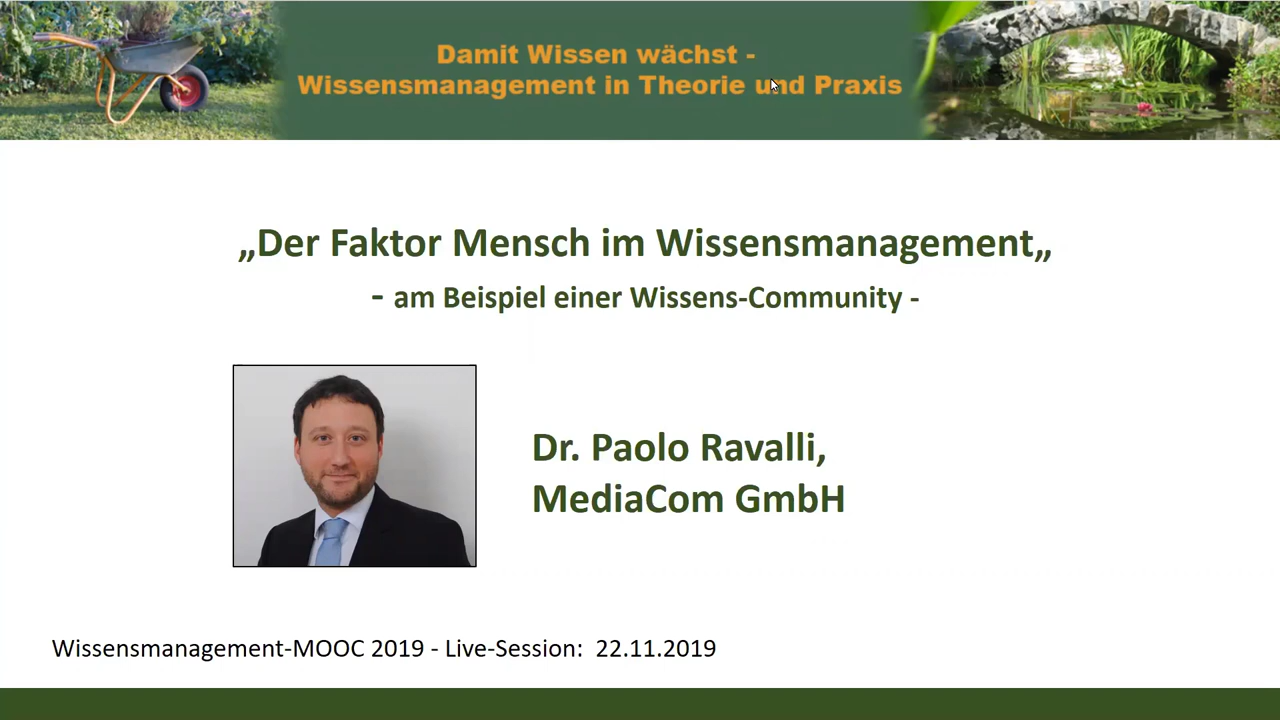 Damit Wissen wächst -
Wissensmanagement in Theorie und Praxis
„Der Faktor Mensch im Wissensmanagement„
- am Beispiel einer Wissens-Community -
Dr. Paolo Ravalli,
MediaCom GmbH
Wissensmanagement-MOOC 2019 - Live-Session:  22.11.2019